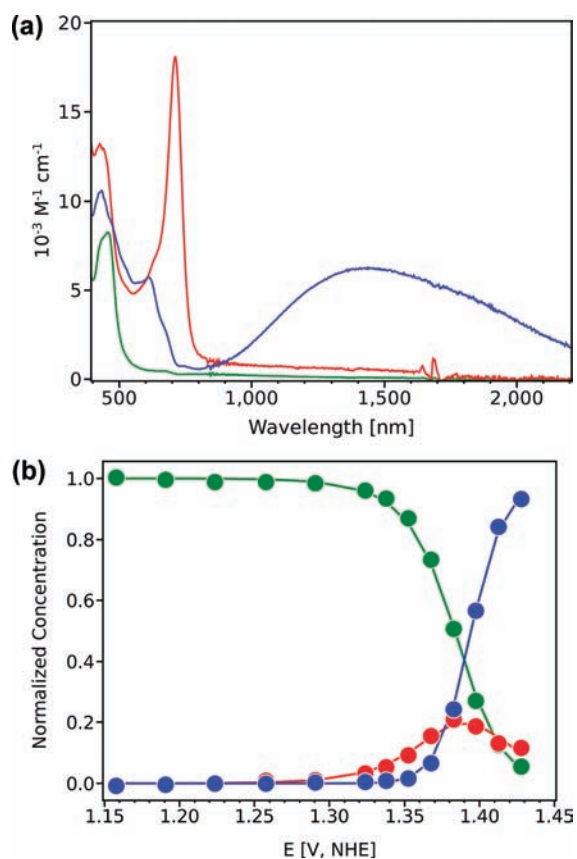 (a)
20
15
10
5
0
10⁻³ M⁻¹ cm⁻¹
500 1,000 1,500 2,000
Wavelength [nm]
(b)
1.0
0.8
0.6
0.4
0.2
0.0
Normalized Concentration
1.15 1.20 1.25 1.30 1.35 1.40 1.45
E [V, NHE]